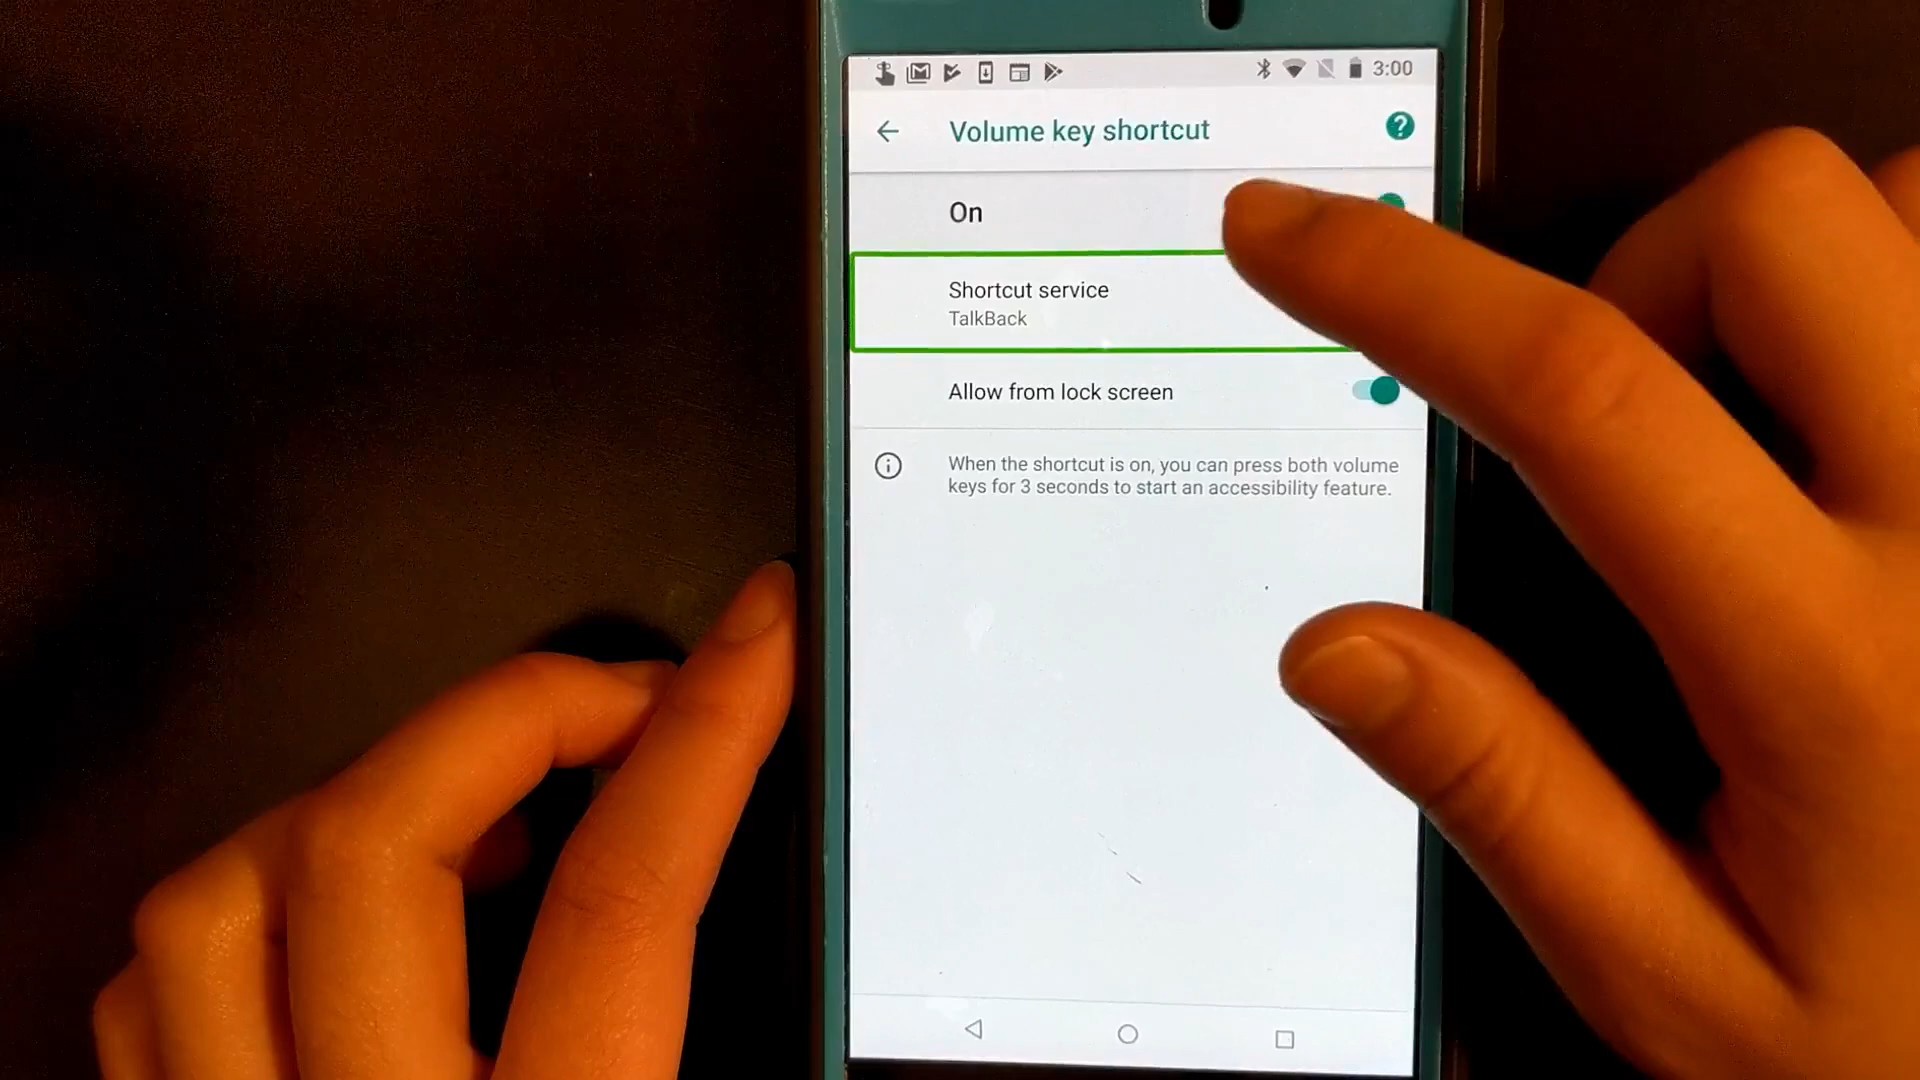 3:00
Volume key shortcut
?
On
Shortcut service
TalkBack
Allow from lock screen
When the shortcut is on, you can press both volume
keys for 3 seconds to start an accessibility feature.